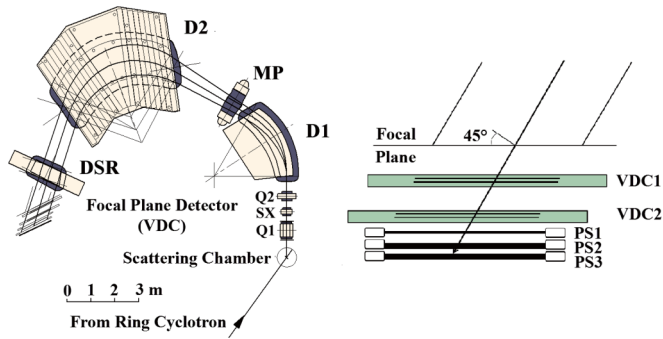 D2
MP
D1
DSR
Q2
SX
Q1
Focal Plane Detector
(VDC)
Scattering Chamber
0 1 2 3 m
From Ring Cyclotron
Focal
Plane
45°
VDC1
VDC2
PS1
PS2
PS3